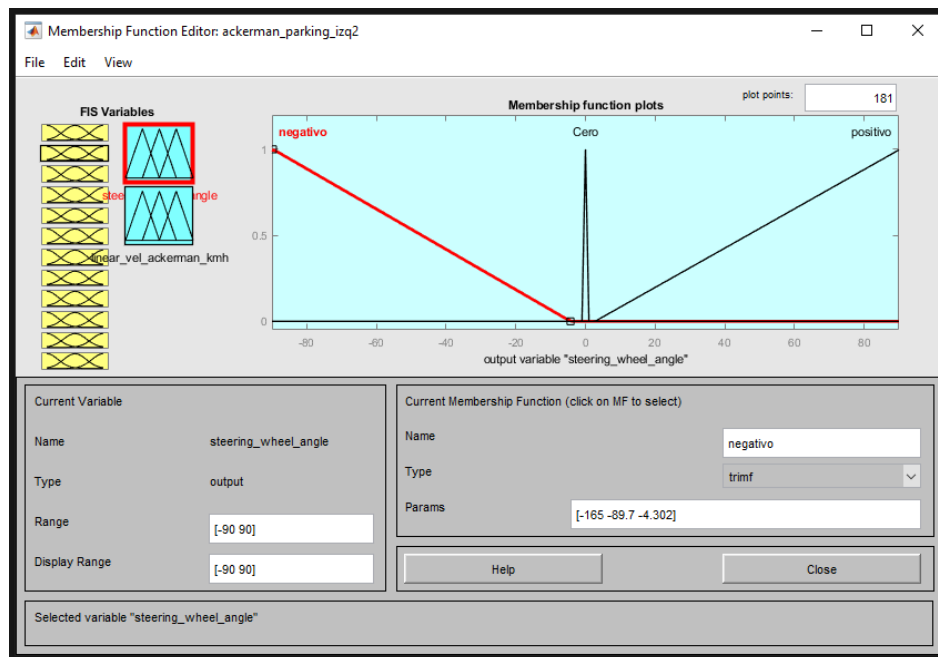 Membership Function Editor: ackerman_parking_izq2
File Edit View
FIS Variables
Membership function plots
plot points: 181
negativo Cero positivo
1
0.5
0
-80 -60 -40 -20 0 20 40 60 80
output variable "steering_wheel_angle"
linear_vel_ackerman_kmh
Current Variable
Name steering_wheel_angle
Type output
Range [-90 90]
Display Range [-90 90]
Current Membership Function (click on MF to select)
Name negativo
Type trimf
Params [-165 -89.7 -4.302]
Help Close
Selected variable "steering_wheel_angle"